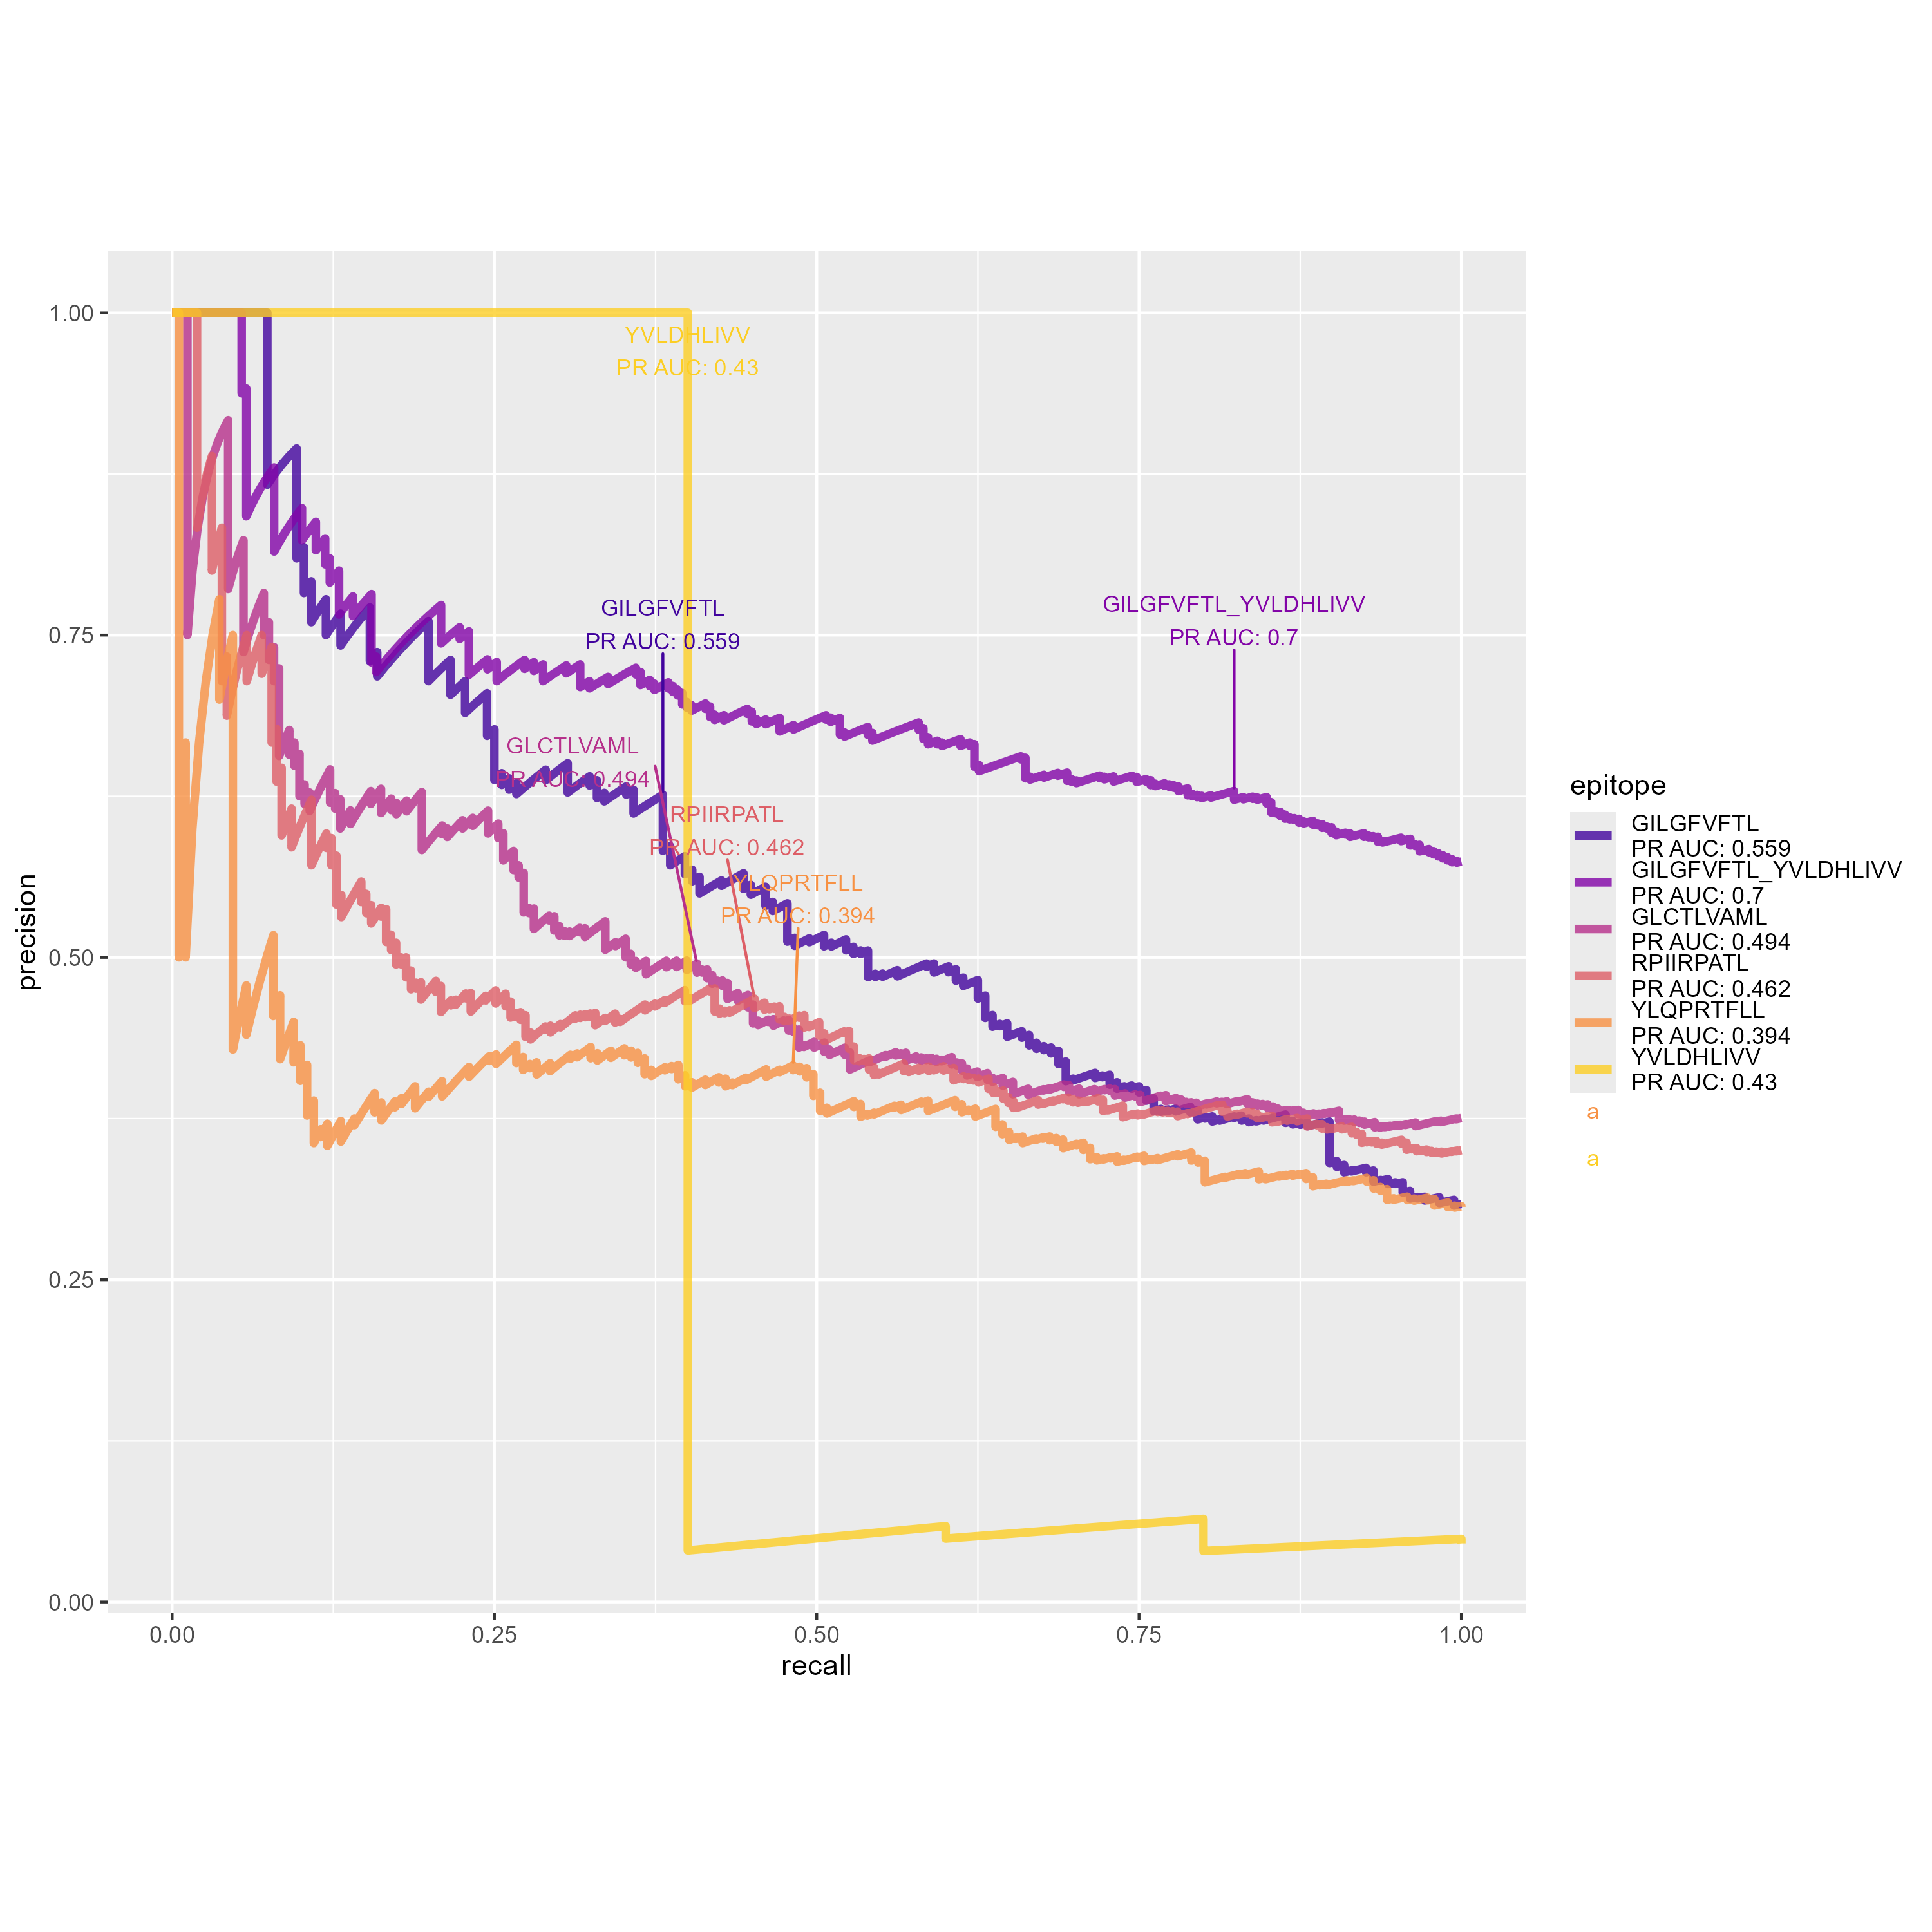 1.00
0.75
0.50
0.25
0.00
precision
YVLDHLIVV
PR AUC: 0.43
GILGFVFTL
PR AUC: 0.559
GILGFVFTL_YVLDHLIVV
PR AUC: 0.7
GLCTLVAML
PR AUC: 0.494
RPIIRPATL
PR AUC: 0.462
YLQPRTFLL
PR AUC: 0.394
0.00
0.25
0.50
0.75
1.00
recall
epitope
GILGFVFTL
PR AUC: 0.559
GILGFVFTL_YVLDHLIVV
PR AUC: 0.7
GLCTLVAML
PR AUC: 0.494
RPIIRPATL
PR AUC: 0.462
YLQPRTFLL
PR AUC: 0.394
YVLDHLIVV
PR AUC: 0.43
a
a